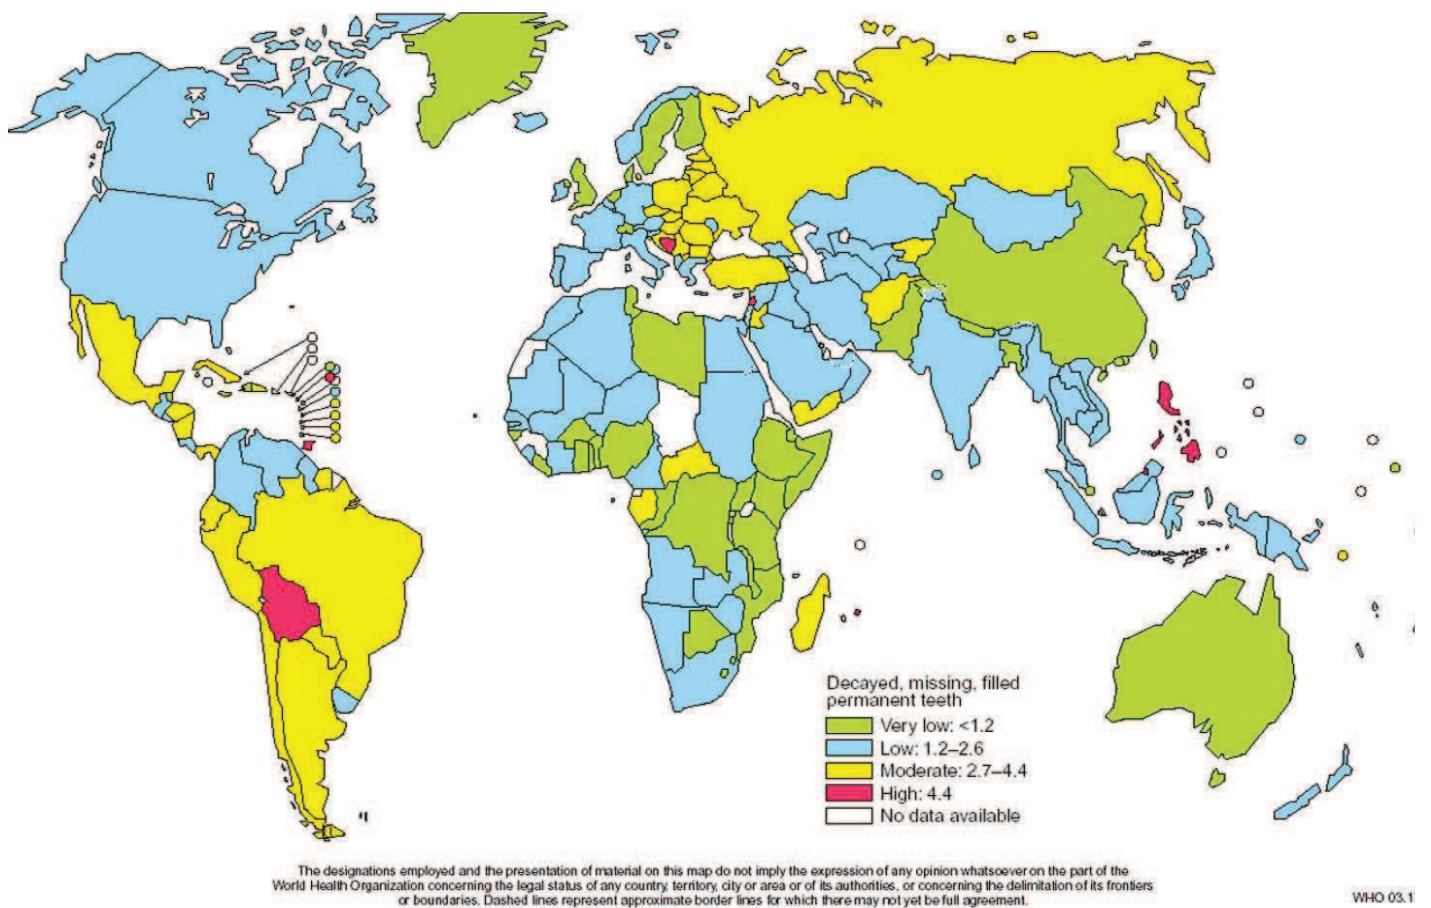 Decayed, missing, filled
permanent teeth
Very low: <1.2
Low: 1.2–2.6
Moderate: 2.7–4.4
High: 4.4
No data available
The designations employed and the presentation of material on this map do not imply the expression of any opinion whatsoever on the part of the
World Health Organization concerning the legal status of any country, territory, city or area or of its authorities, or concerning the delimitation of its frontiers
or boundaries. Dashed lines represent approximate border lines for which there may not yet be full agreement.
WHO 03.1